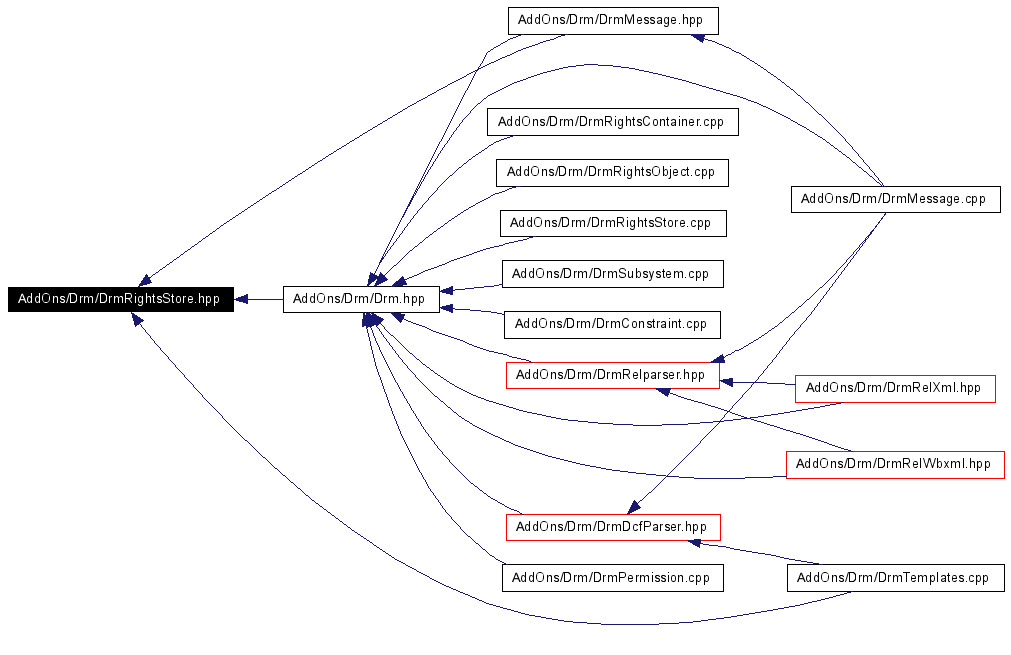 AddOns/Drm/DrmMessage.hpp
AddOns/Drm/DrmRightsContainer.cpp
AddOns/Drm/DrmRightsObject.cpp
AddOns/Drm/DrmMessage.cpp
AddOns/Drm/DrmRightsStore.cpp
AddOns/Drm/DrmSubsystem.cpp
AddOns/Drm/DrmRightsStore.hpp
AddOns/Drm/Drm.hpp
AddOns/Drm/DrmConstraint.cpp
AddOns/Drm/DrmRelparser.hpp
AddOns/Drm/DrmRelXml.hpp
AddOns/Drm/DrmRelWbxml.hpp
AddOns/Drm/DrmDcfParser.hpp
AddOns/Drm/DrmPermission.cpp
AddOns/Drm/DrmTemplates.cpp